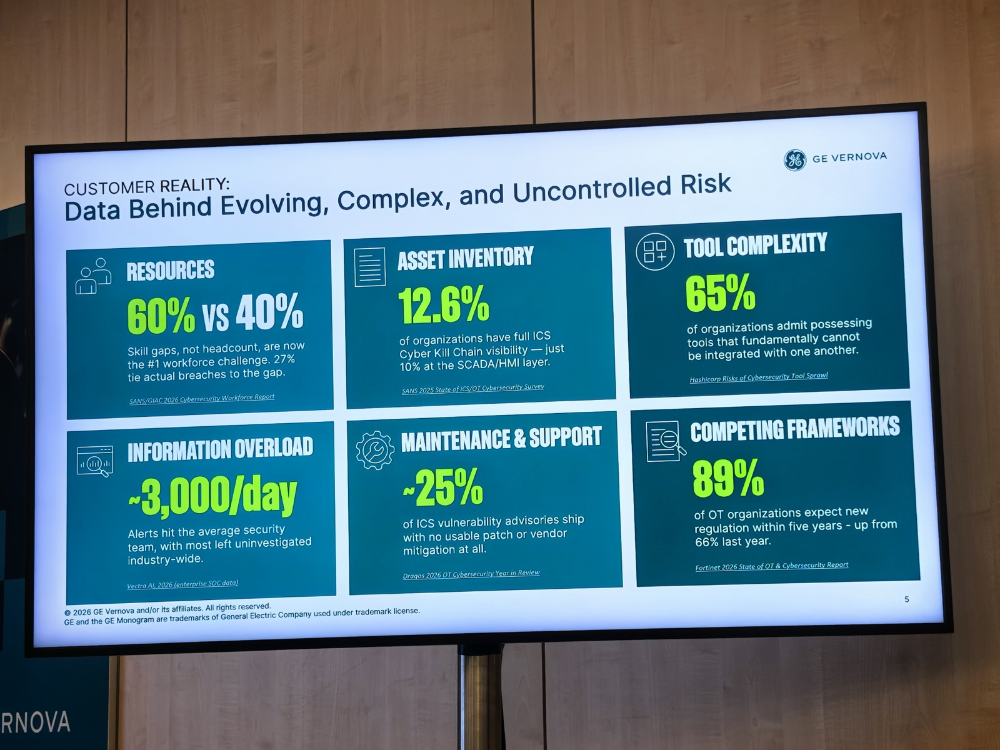 GE VERNOVA
CUSTOMER REALITY:
Data Behind Evolving, Complex, and Uncontrolled Risk
RESOURCES
60% VS 40%
Skill gaps, not headcount, are now
the #1 workforce challenge. 27%
tie actual breaches to the gap.
SANS/GIAC 2026 Cybersecurity Workforce Report
ASSET INVENTORY
12.6%
of organizations have full ICS
Cyber Kill Chain visibility — just
10% at the SCADA/HMI layer.
SANS 2025 State of ICS/OT Cybersecurity Survey
TOOL COMPLEXITY
65%
of organizations admit possessing
tools that fundamentally cannot
be integrated with one another.
Hashicorp Risks of Cybersecurity Tool Sprawl
INFORMATION OVERLOAD
~3,000/day
Alerts hit the average security
team, with most left uninvestigated
industry-wide.
Vectra AI, 2026 (enterprise SOC data)
MAINTENANCE & SUPPORT
~25%
of ICS vulnerability advisories ship
with no usable patch or vendor
mitigation at all.
Dragos 2026 OT Cybersecurity Year in Review
COMPETING FRAMEWORKS
89%
of OT organizations expect new
regulation within five years - up from
66% last year.
Fortinet 2026 State of OT & Cybersecurity Report
5
© 2026 GE Vernova and/or its affiliates. All rights reserved.
GE and the GE Monogram are trademarks of General Electric Company used under trademark license.
RNOVA